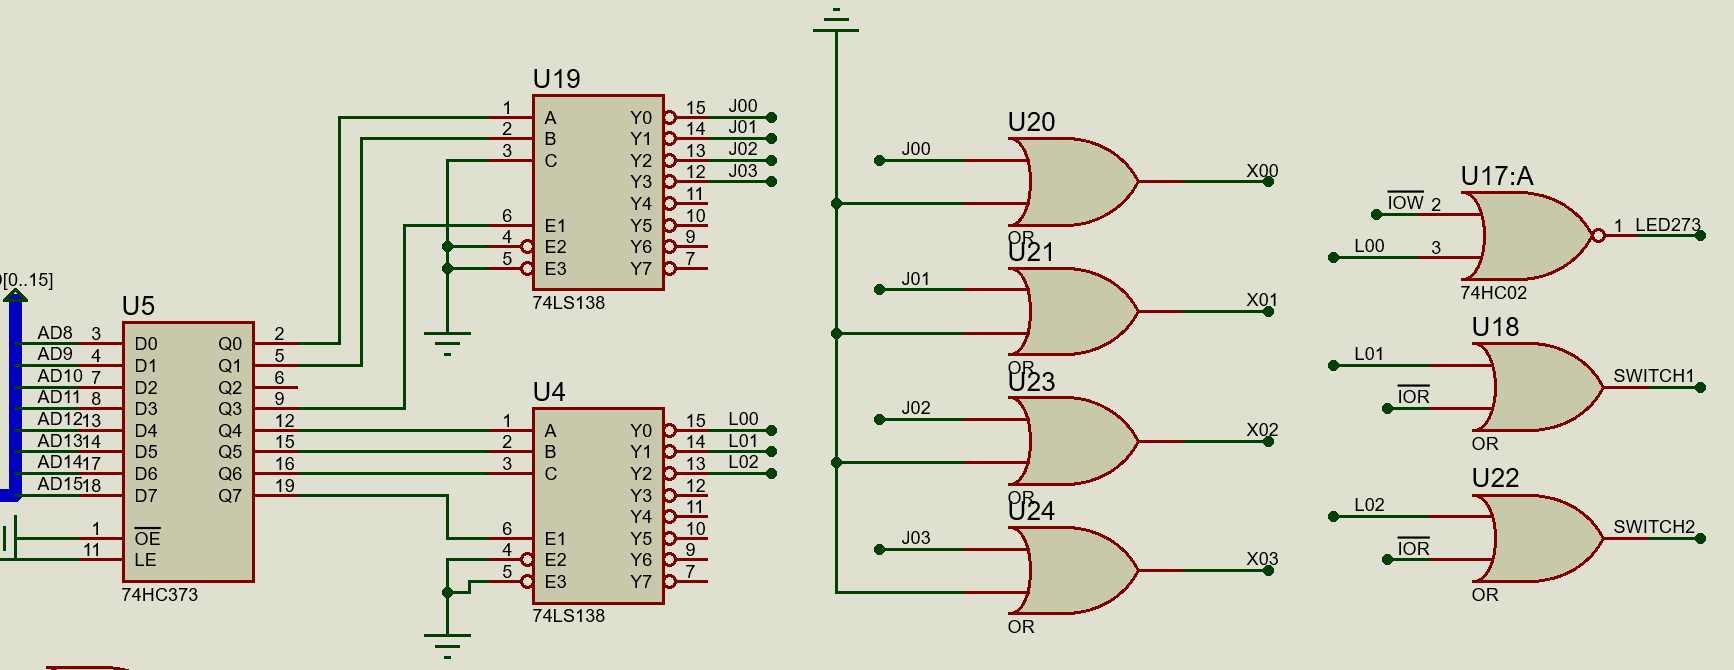 0[0..15]
U5
AD8 3 D0 Q0 2
AD9 4 D1 Q1 5
AD10 7 D2 Q2 6
AD11 8 D3 Q3 9
AD12 13 D4 Q4 12
AD13 14 D5 Q5 15
AD14 17 D6 Q6 16
AD15 18 D7 Q7 19
1 OE
11 LE
74HC373
U19
1 A Y0 15 J00
2 B Y1 14 J01
3 C Y2 13 J02
Y3 12 J03
Y4 11
6 E1 Y5 10
4 E2 Y6 9
5 E3 Y7 7
74LS138
U4
1 A Y0 15 L00
2 B Y1 14 L01
3 C Y2 13 L02
Y3 12
Y4 11
6 E1 Y5 10
4 E2 Y6 9
5 E3 Y7 7
74LS138
U20
J00 X00
OR
U21
J01 X01
OR
U23
J02 X02
OR
U24
J03 X03
OR
U17:A
IOW 2
1 LED273
L00 3
74HC02
U18
L01
SWITCH1
IOR
OR
U22
L02
SWITCH2
IOR
OR